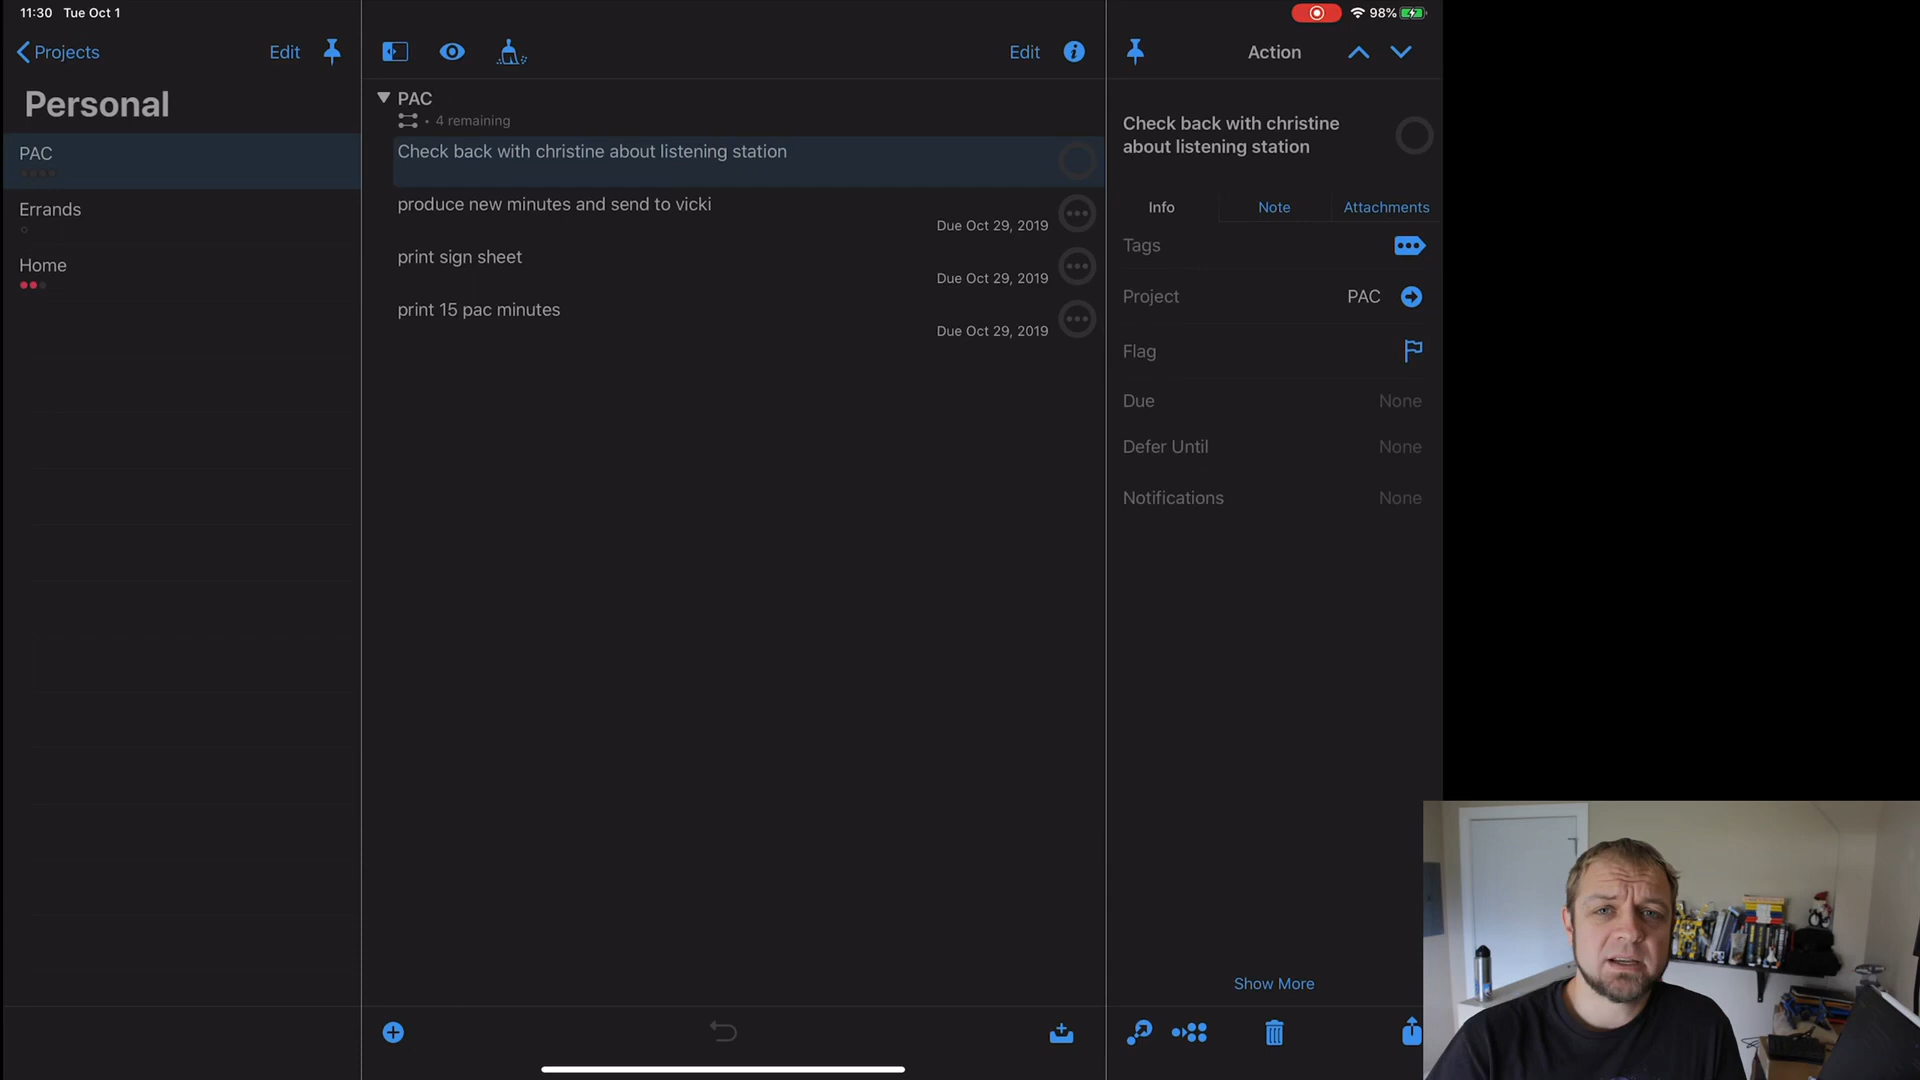 11:30 Tue Oct 1
98%
Projects
Edit
Personal
PAC
Errands
Home
Edit
PAC
• 4 remaining
Check back with christine about listening station
produce new minutes and send to vicki
Due Oct 29, 2019
print sign sheet
Due Oct 29, 2019
print 15 pac minutes
Due Oct 29, 2019
Action
Check back with christine
about listening station
Info Note Attachments
Tags
Project PAC
Flag
Due None
Defer Until None
Notifications None
Show More